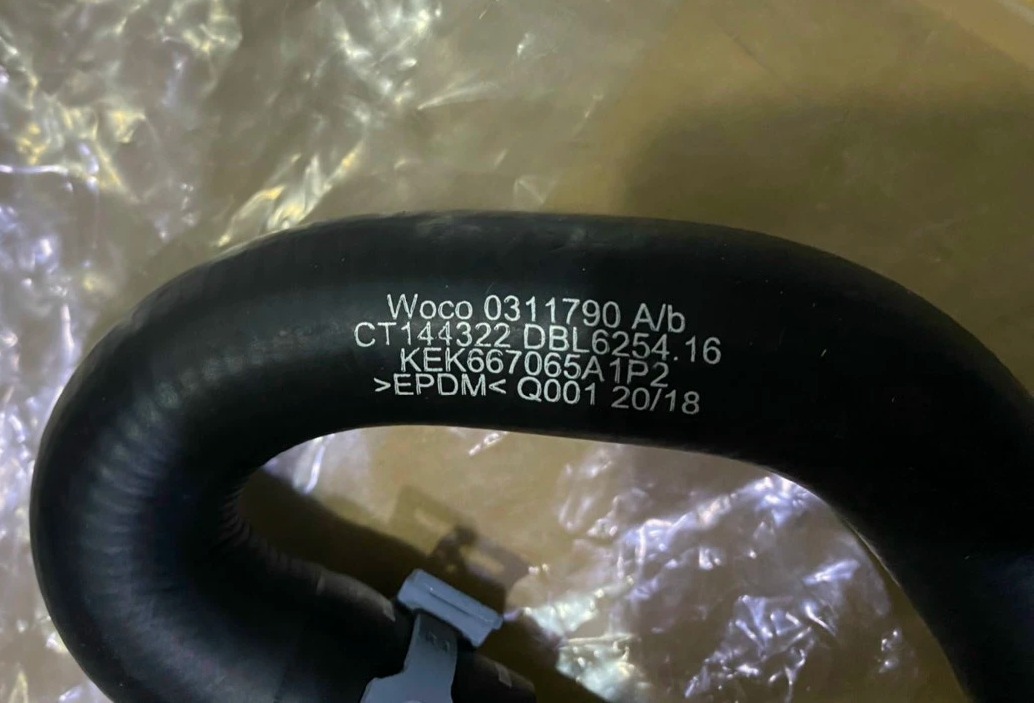 Woco 0311790 A/b
CT144322 DBL6254.16
KEK667065A1P2
>EPDM< Q001 20/18